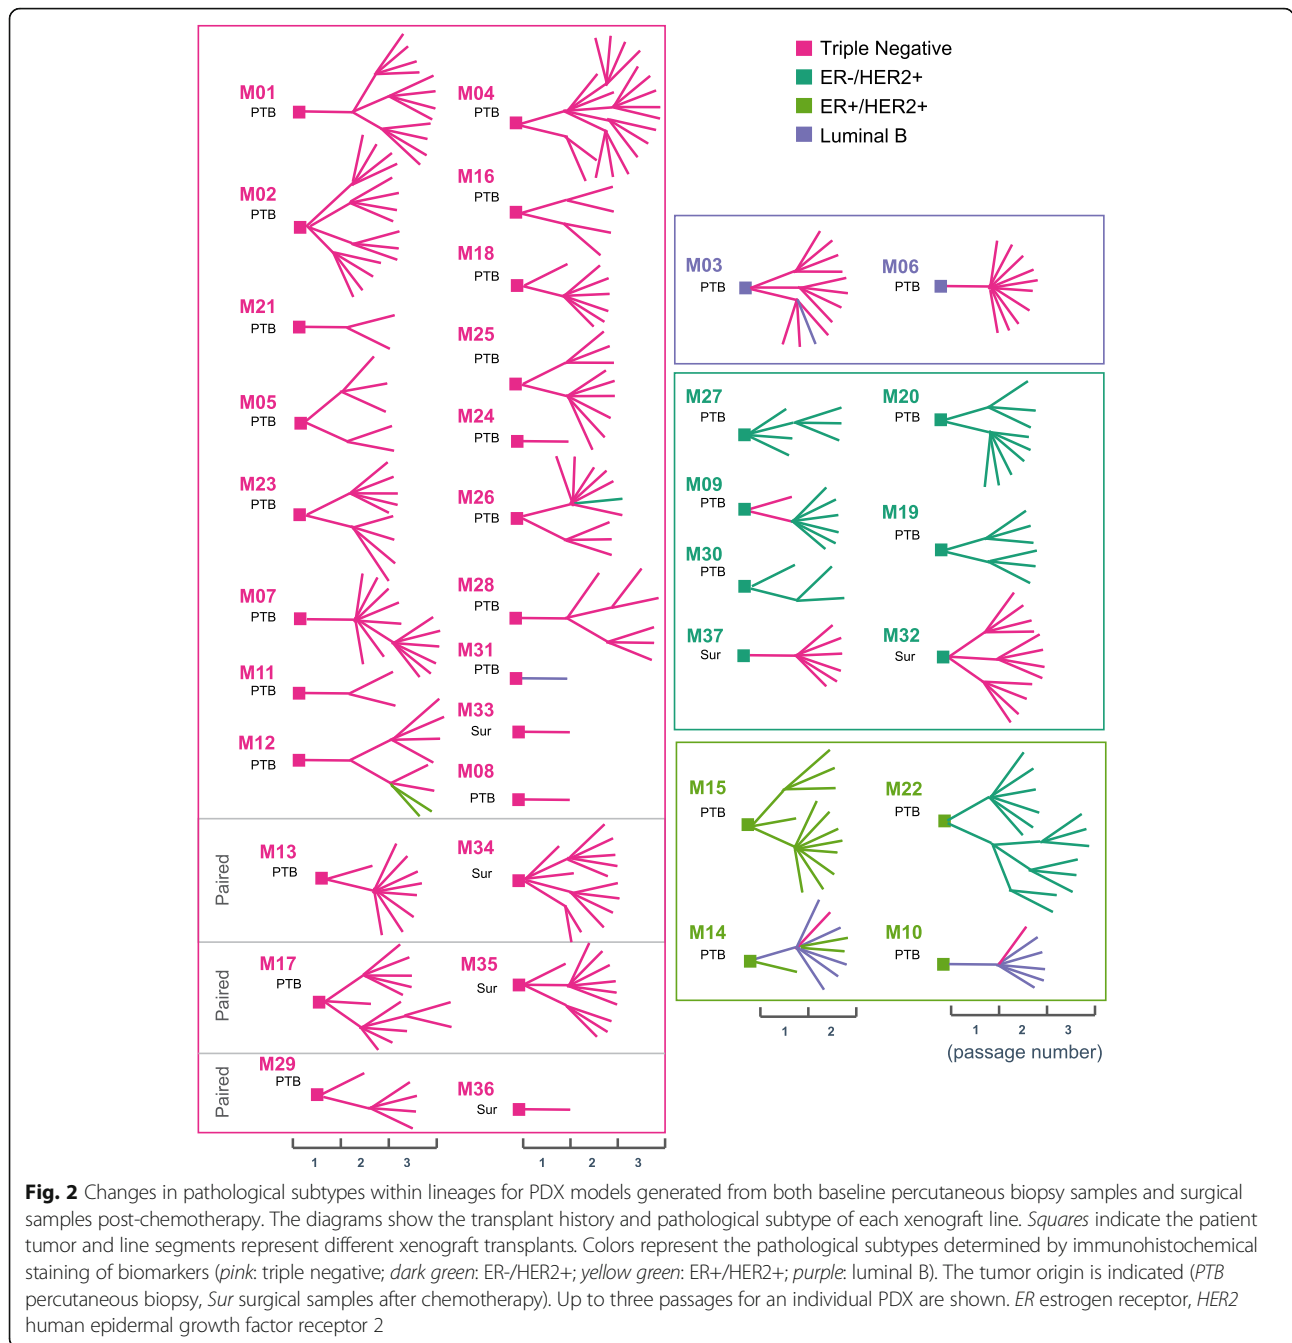 Triple Negative
ER-/HER2+
ER+/HER2+
Luminal B
M01
PTB
M04
PTB
M02
PTB
M16
PTB
M18
PTB
M21
PTB
M25
PTB
M05
PTB
M24
PTB
M23
PTB
M26
PTB
M07
PTB
M28
PTB
M31
PTB
M11
PTB
M33
Sur
M12
PTB
M08
PTB
Paired
M13
PTB
M34
Sur
Paired
M17
PTB
M35
Sur
Paired
M29
PTB
M36
Sur
1 2 3
1 2 3
M03
PTB
M06
PTB
M27
PTB
M20
PTB
M09
PTB
M19
PTB
M30
PTB
M37
Sur
M32
Sur
M15
PTB
M22
PTB
M14
PTB
M10
PTB
1 2
1 2 3
(passage number)
Fig. 2 Changes in pathological subtypes within lineages for PDX models generated from both baseline percutaneous biopsy samples and surgical
samples post-chemotherapy. The diagrams show the transplant history and pathological subtype of each xenograft line. Squares indicate the patient
tumor and line segments represent different xenograft transplants. Colors represent the pathological subtypes determined by immunohistochemical
staining of biomarkers (pink: triple negative; dark green: ER-/HER2+; yellow green: ER+/HER2+; purple: luminal B). The tumor origin is indicated (PTB
percutaneous biopsy, Sur surgical samples after chemotherapy). Up to three passages for an individual PDX are shown. ER estrogen receptor, HER2
human epidermal growth factor receptor 2